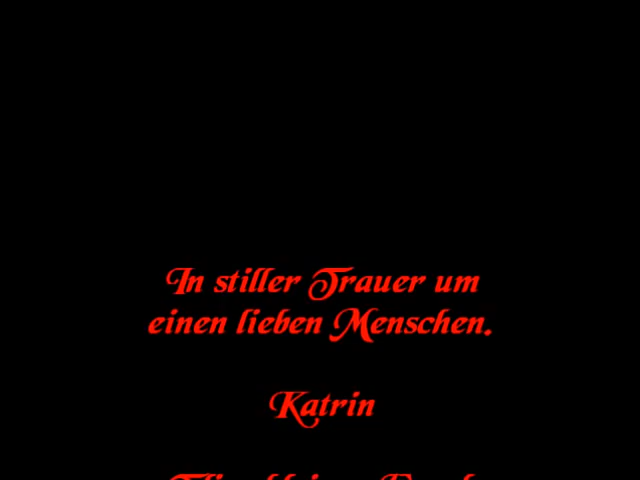 In stiller Trauer um
einen lieben Menschen.
Katrin